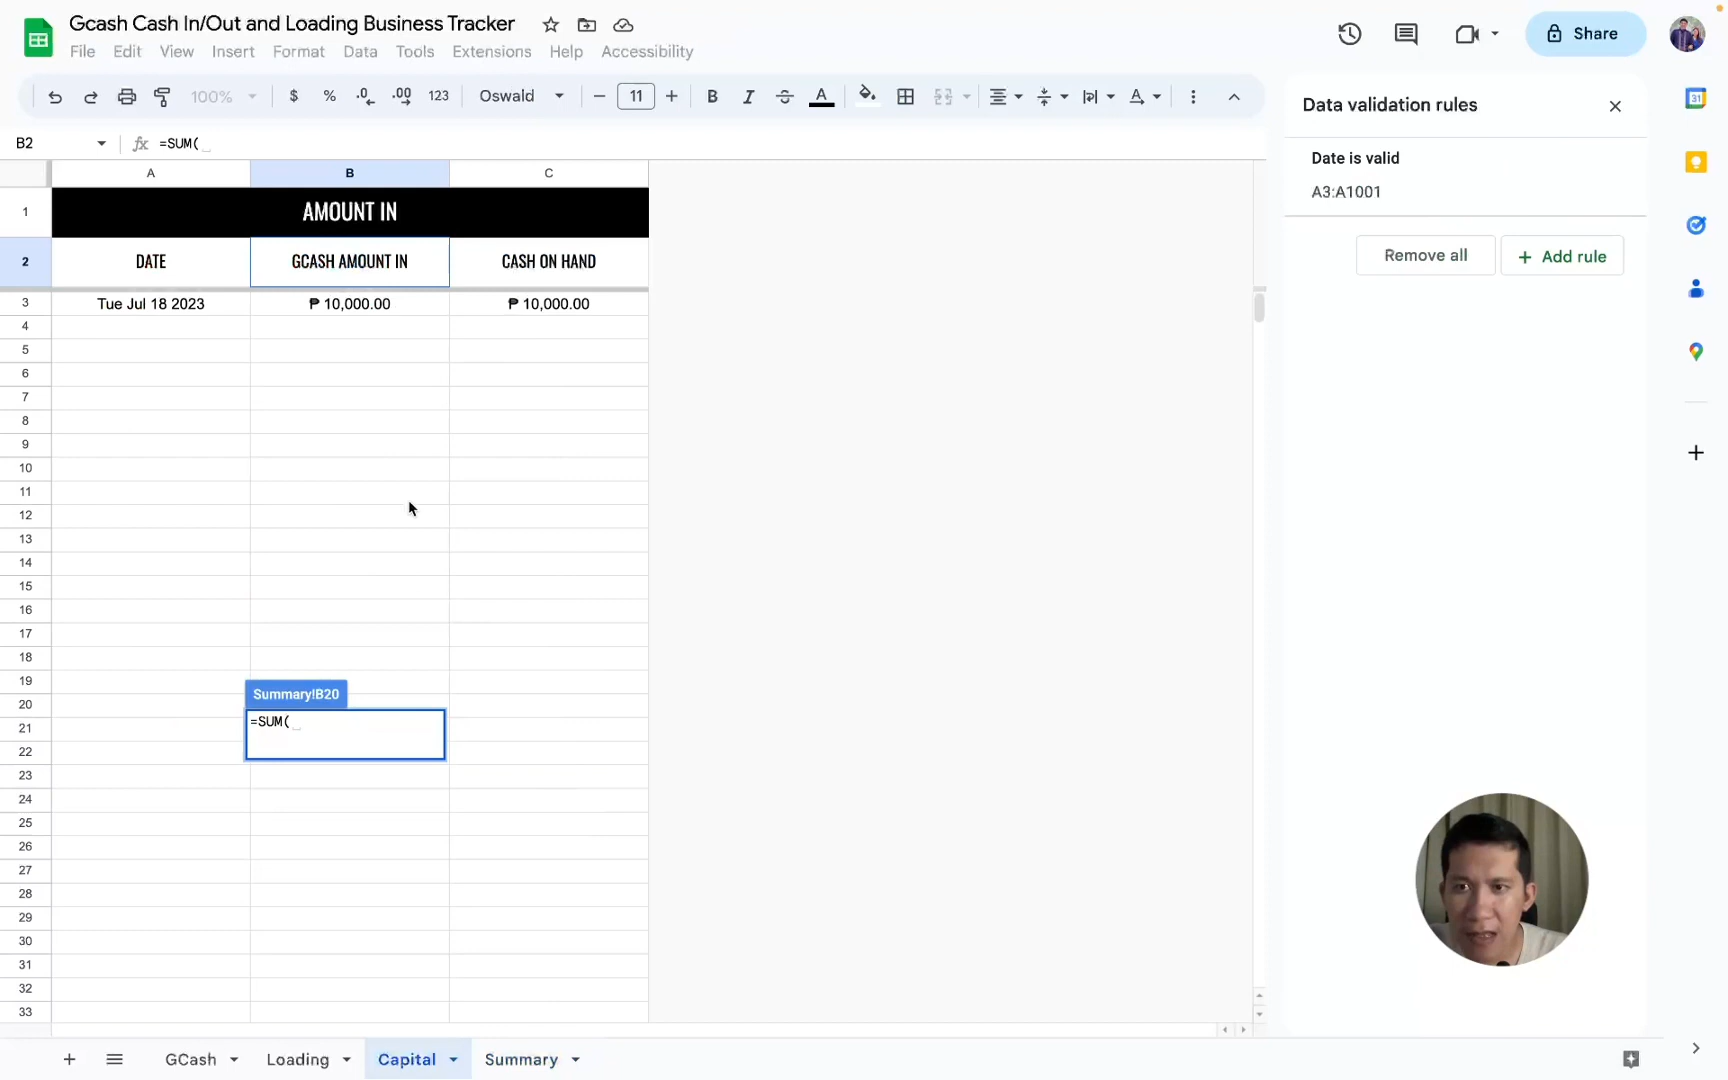 Gcash Cash In/Out and Loading Business Tracker
File Edit View Insert Format Data Tools Extensions Help Accessibility
Share
100% $ % .0 .00 123 Oswald 11 B I A
B2 fx =SUM(
A B C
1 AMOUNT IN
2 DATE GCASH AMOUNT IN CASH ON HAND
3 Tue Jul 18 2023 ₱ 10,000.00 ₱ 10,000.00
4
5
6
7
8
9
10
11
12
13
14
15
16
17
18
19
Summary!B20
20
=SUM(
21
22
23
24
25
26
27
28
29
30
31
32
33
GCash Loading Capital Summary
Data validation rules
Date is valid
A3:A1001
Remove all
Add rule
31